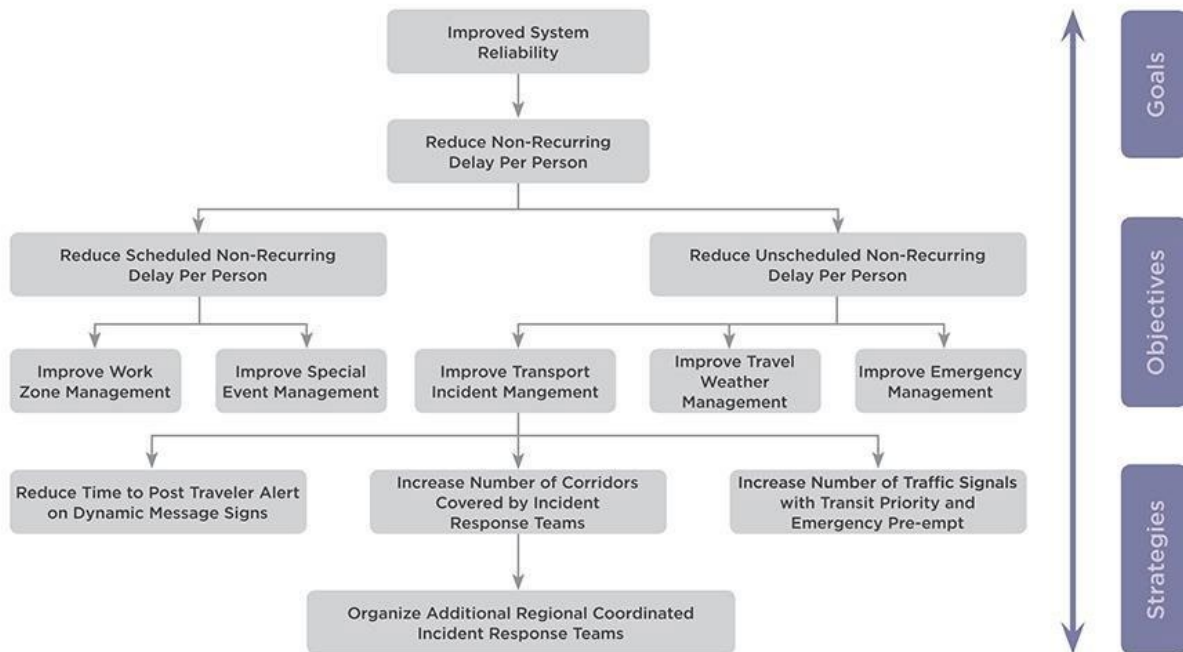 Improved System
Reliability
Goals
Reduce Non-Recurring
Delay Per Person
Reduce Scheduled Non-Recurring
Delay Per Person
Reduce Unscheduled Non-Recurring
Delay Per Person
Objectives
Improve Work
Zone Management
Improve Special
Event Management
Improve Transport
Incident Mangement
Improve Travel
Weather
Management
Improve Emergency
Management
Reduce Time to Post Traveler Alert
on Dynamic Message Signs
Increase Number of Corridors
Covered by Incident
Response Teams
Increase Number of Traffic Signals
with Transit Priority and
Emergency Pre-empt
Strategies
Organize Additional Regional Coordinated
Incident Response Teams